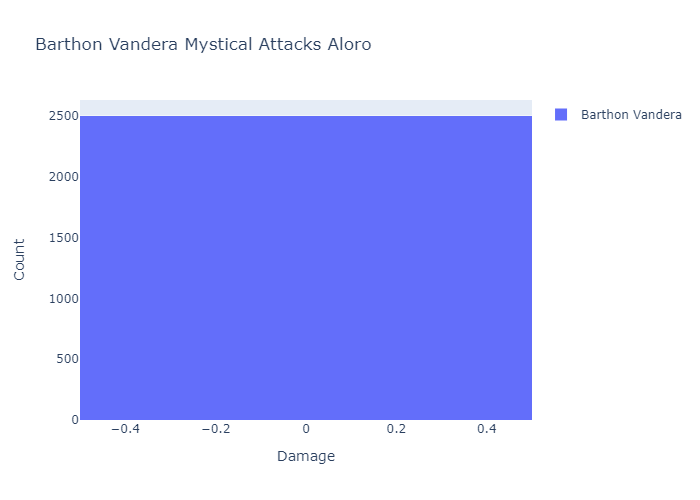 Barthon Vandera Mystical Attacks Aloro
Barthon Vandera
2500
2000
1500
1000
500
0
Count
−0.4
−0.2
0
0.2
0.4
Damage